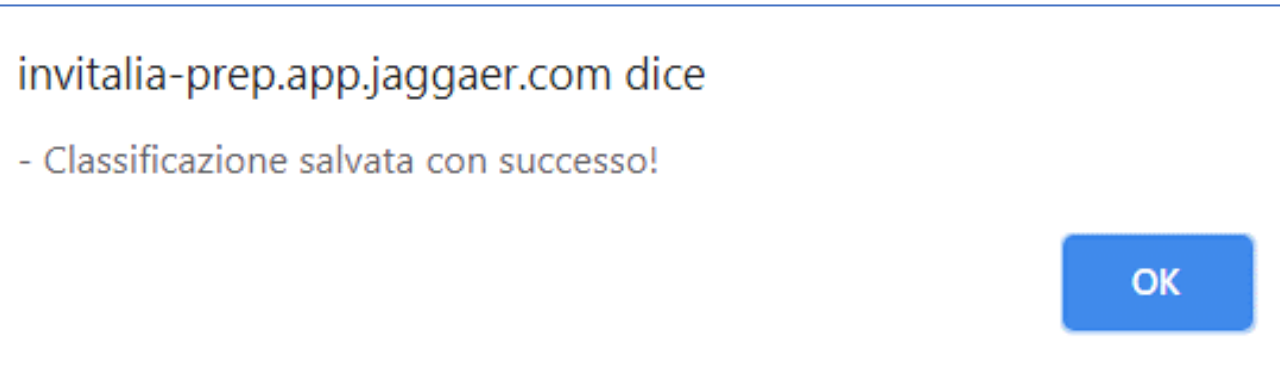 invitalia-prep.app.jaggaer.com dice
- Classificazione salvata con successo!
OK